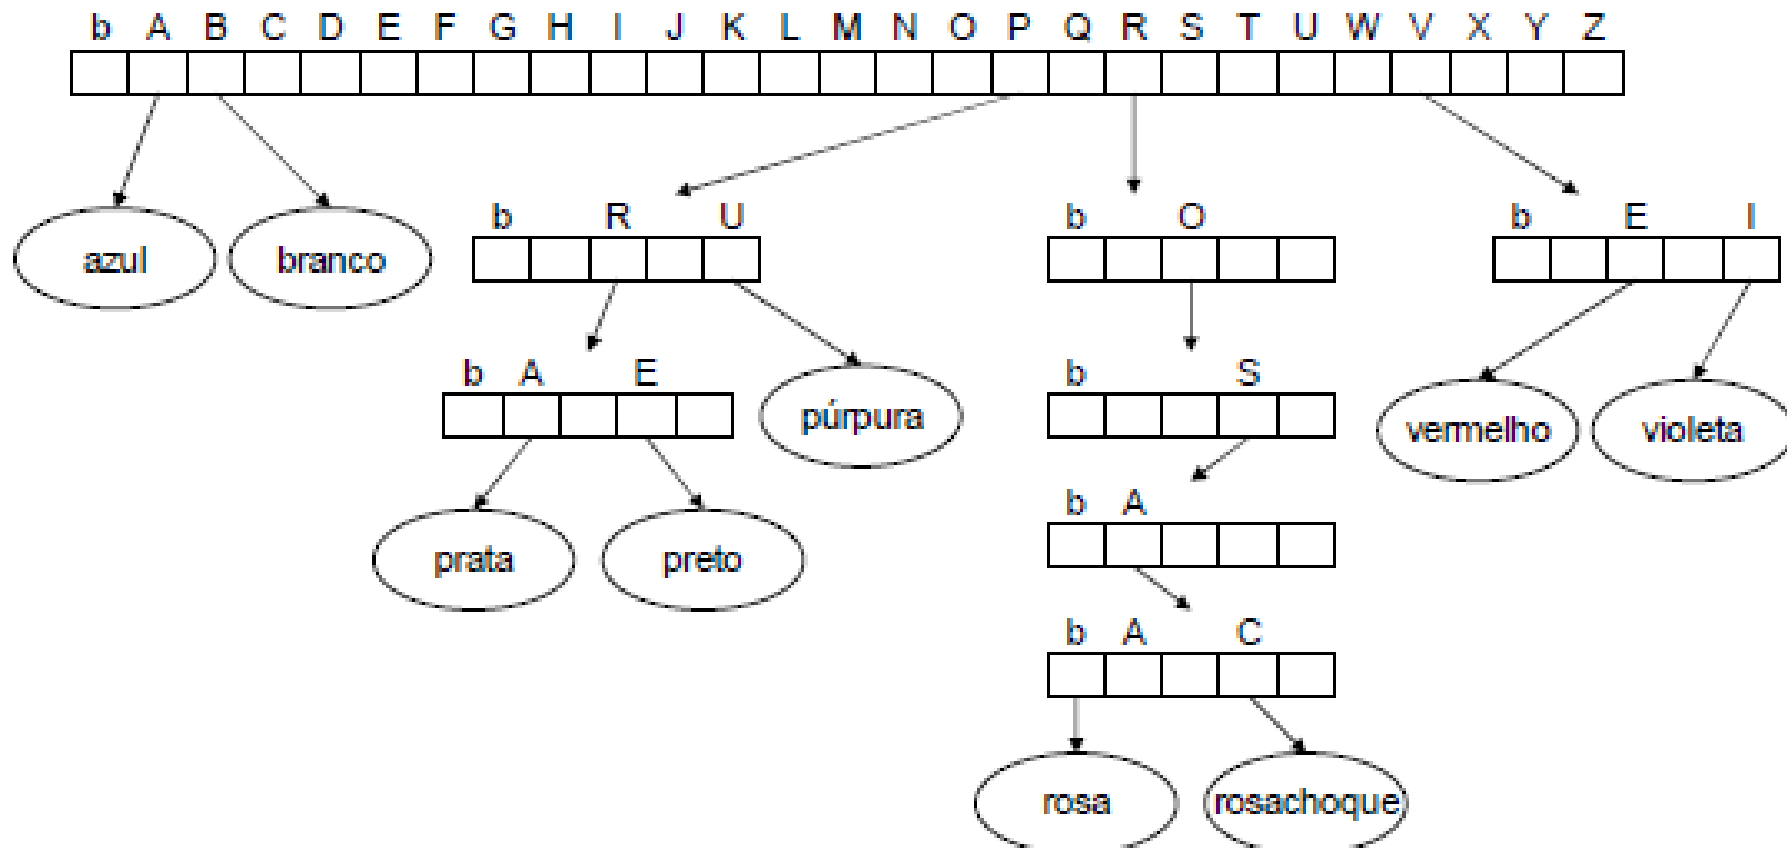 b A B C D E F G H I J K L M N O P Q R S T U W V X Y Z
b R U
b O
b E I
azul
branco
b A E
púrpura
b S
vermelho
violeta
b A
prata
preto
b A C
rosa
rosachoque